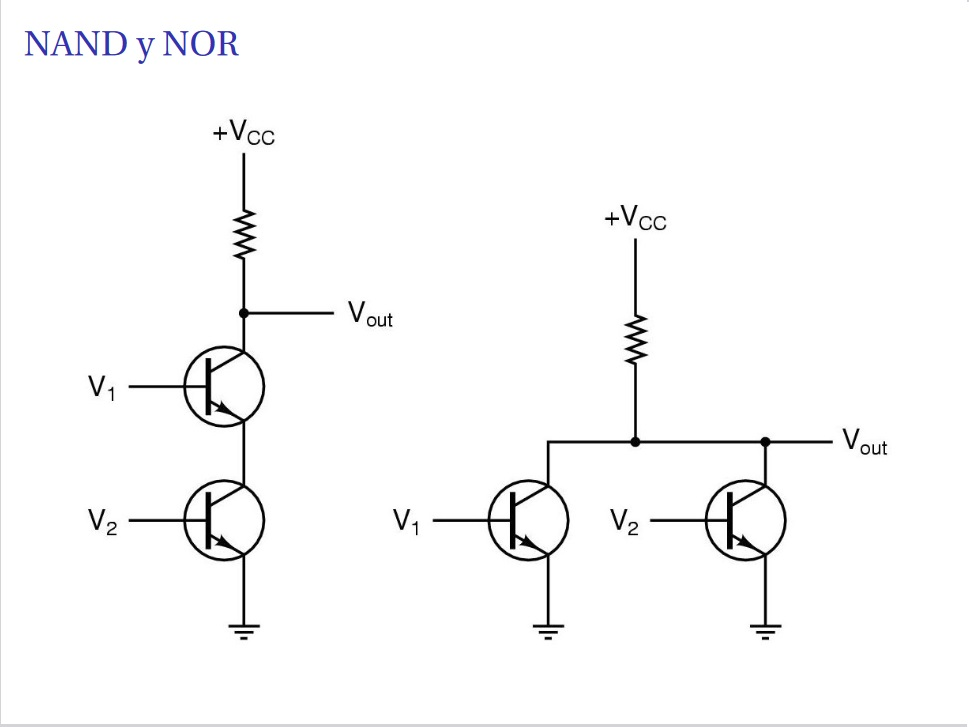 NAND y NOR
+VCC
Vout
V1
V2
+VCC
Vout
V1
V2